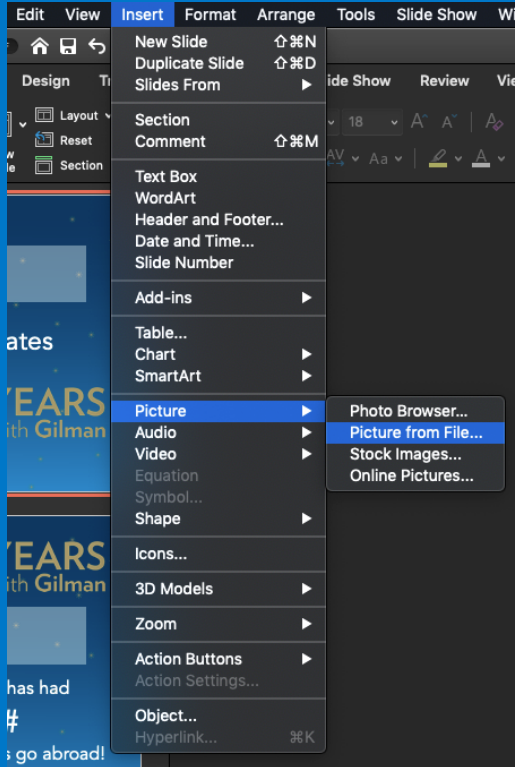 Edit View Insert Format Arrange Tools Slide Show
Design
ide Show Review
Layout
Reset
Section
18
Aa
A
New Slide ⇧⌘N
Duplicate Slide ⇧⌘D
Slides From
Section
Comment ⇧⌘M
Text Box
WordArt
Header and Footer...
Date and Time...
Slide Number
Add-ins
Table...
Chart
SmartArt
Picture
Audio
Video
Equation
Symbol...
Shape
Icons...
3D Models
Zoom
Action Buttons
Action Settings...
Object...
Hyperlink... ⌘K
Photo Browser...
Picture from File...
Stock Images...
Online Pictures...
ates
YEARS
ith Gilman
YEARS
ith Gilman
has had
#
s go abroad!